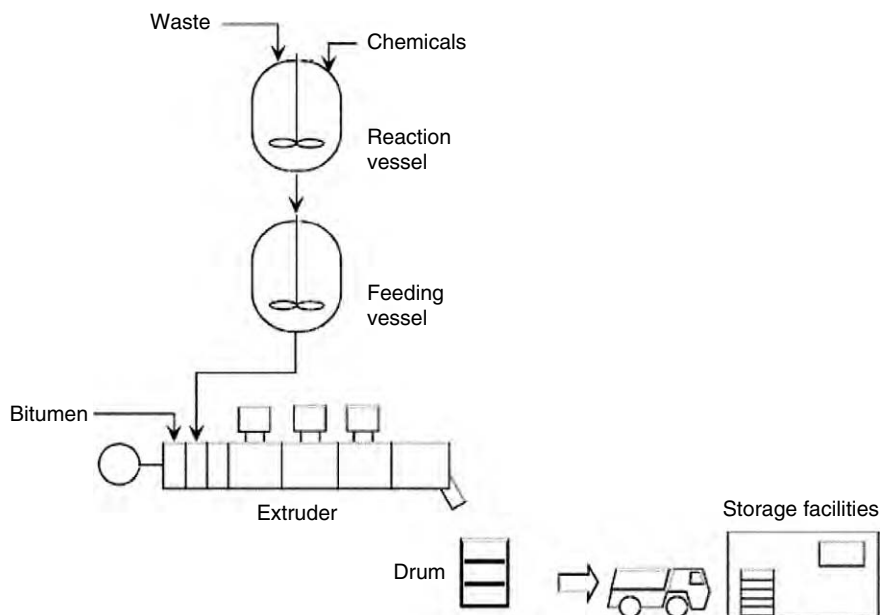 Waste
Chemicals
Reaction
vessel
Feeding
vessel
Bitumen
Extruder
Storage facilities
Drum